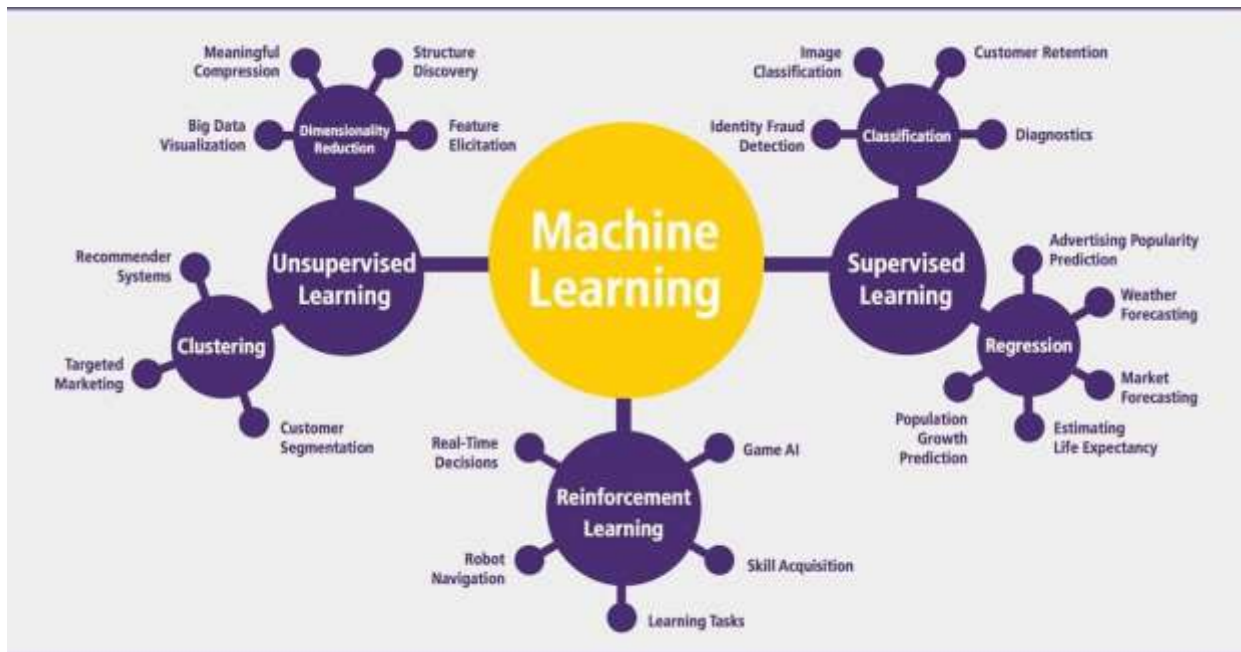 Meaningful
Compression
Structure
Discovery
Big Data
Visualization
Dimensionality
Reduction
Feature
Elicitation
Image
Classification
Customer Retention
Identity Fraud
Detection
Classification
Diagnostics
Machine
Learning
Unsupervised
Learning
Recommender
Systems
Clustering
Targeted
Marketing
Customer
Segmentation
Supervised
Learning
Advertising Popularity
Prediction
Weather
Forecasting
Regression
Market
Forecasting
Population
Growth
Prediction
Estimating
Life Expectancy
Real-Time
Decisions
Game AI
Reinforcement
Learning
Robot
Navigation
Skill Acquisition
Learning Tasks